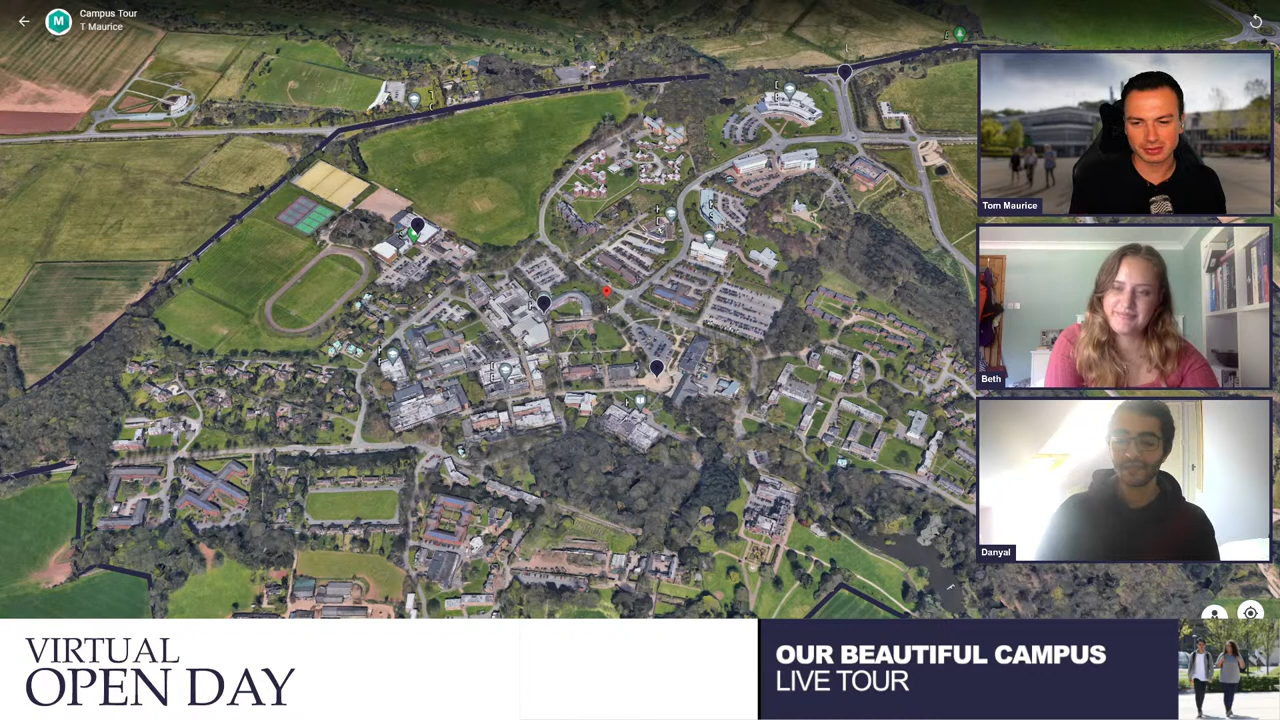 Campus Tour
T Maurice
M
Tom Maurice
Beth
Danyal
VIRTUAL
OPEN DAY
OUR BEAUTIFUL CAMPUS
LIVE TOUR